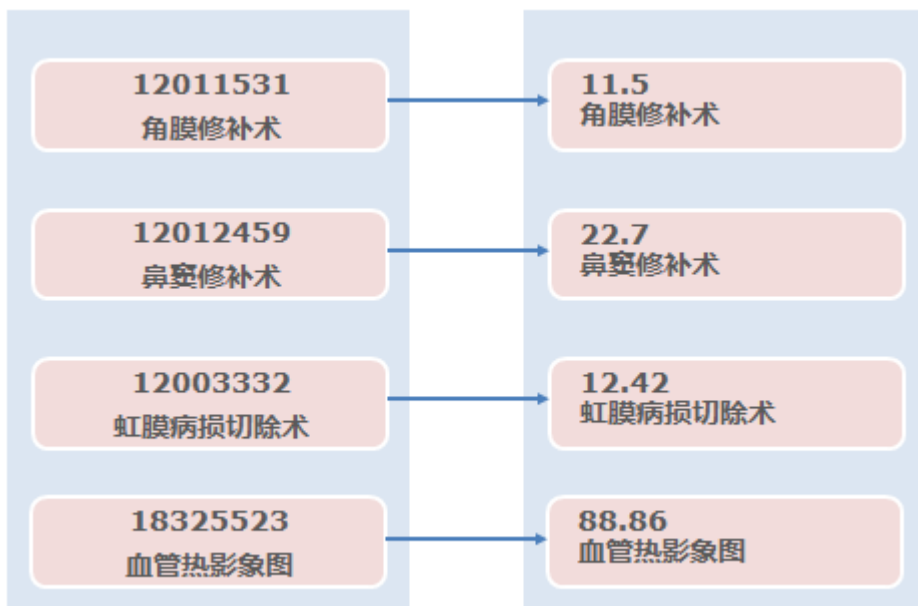 12011531
角膜修补术
11.5
角膜修补术
12012459
鼻窦修补术
22.7
鼻窦修补术
12003332
虹膜病损切除术
12.42
虹膜病损切除术
18325523
血管热影象图
88.86
血管热影象图